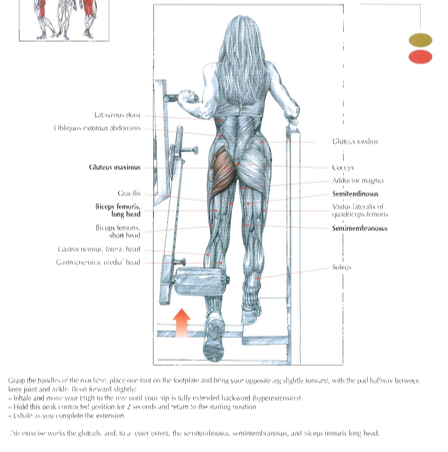 Latissimus dorsi
Obliquus externus abdominis
Gluteus maximus
Gracilis
Biceps femoris,
long head
Biceps femoris,
short head
Gastrocnemius, lateral head
Gastrocnemius, medial head
Gluteus medius
Coccyx
Adductor magnus
Semitendinosus
Vastus lateralis of
quadriceps femoris
Semimembranosus
Soleus
Grasp the handles of the machine, place one foot on the footplate and bring your opposite leg slightly forward, with the pad halfway between
knee joint and ankle. Bend forward slightly:
– Inhale and move your thigh to the rear until your hip is fully extended backward (hyperextension)
– Hold this peak contracted position for 2 seconds and return to the starting position
– Exhale as you complete the extension
This exercise works the gluteals and, to a lesser extent, the semitendinosus, semimembranosus, and biceps femoris long head.